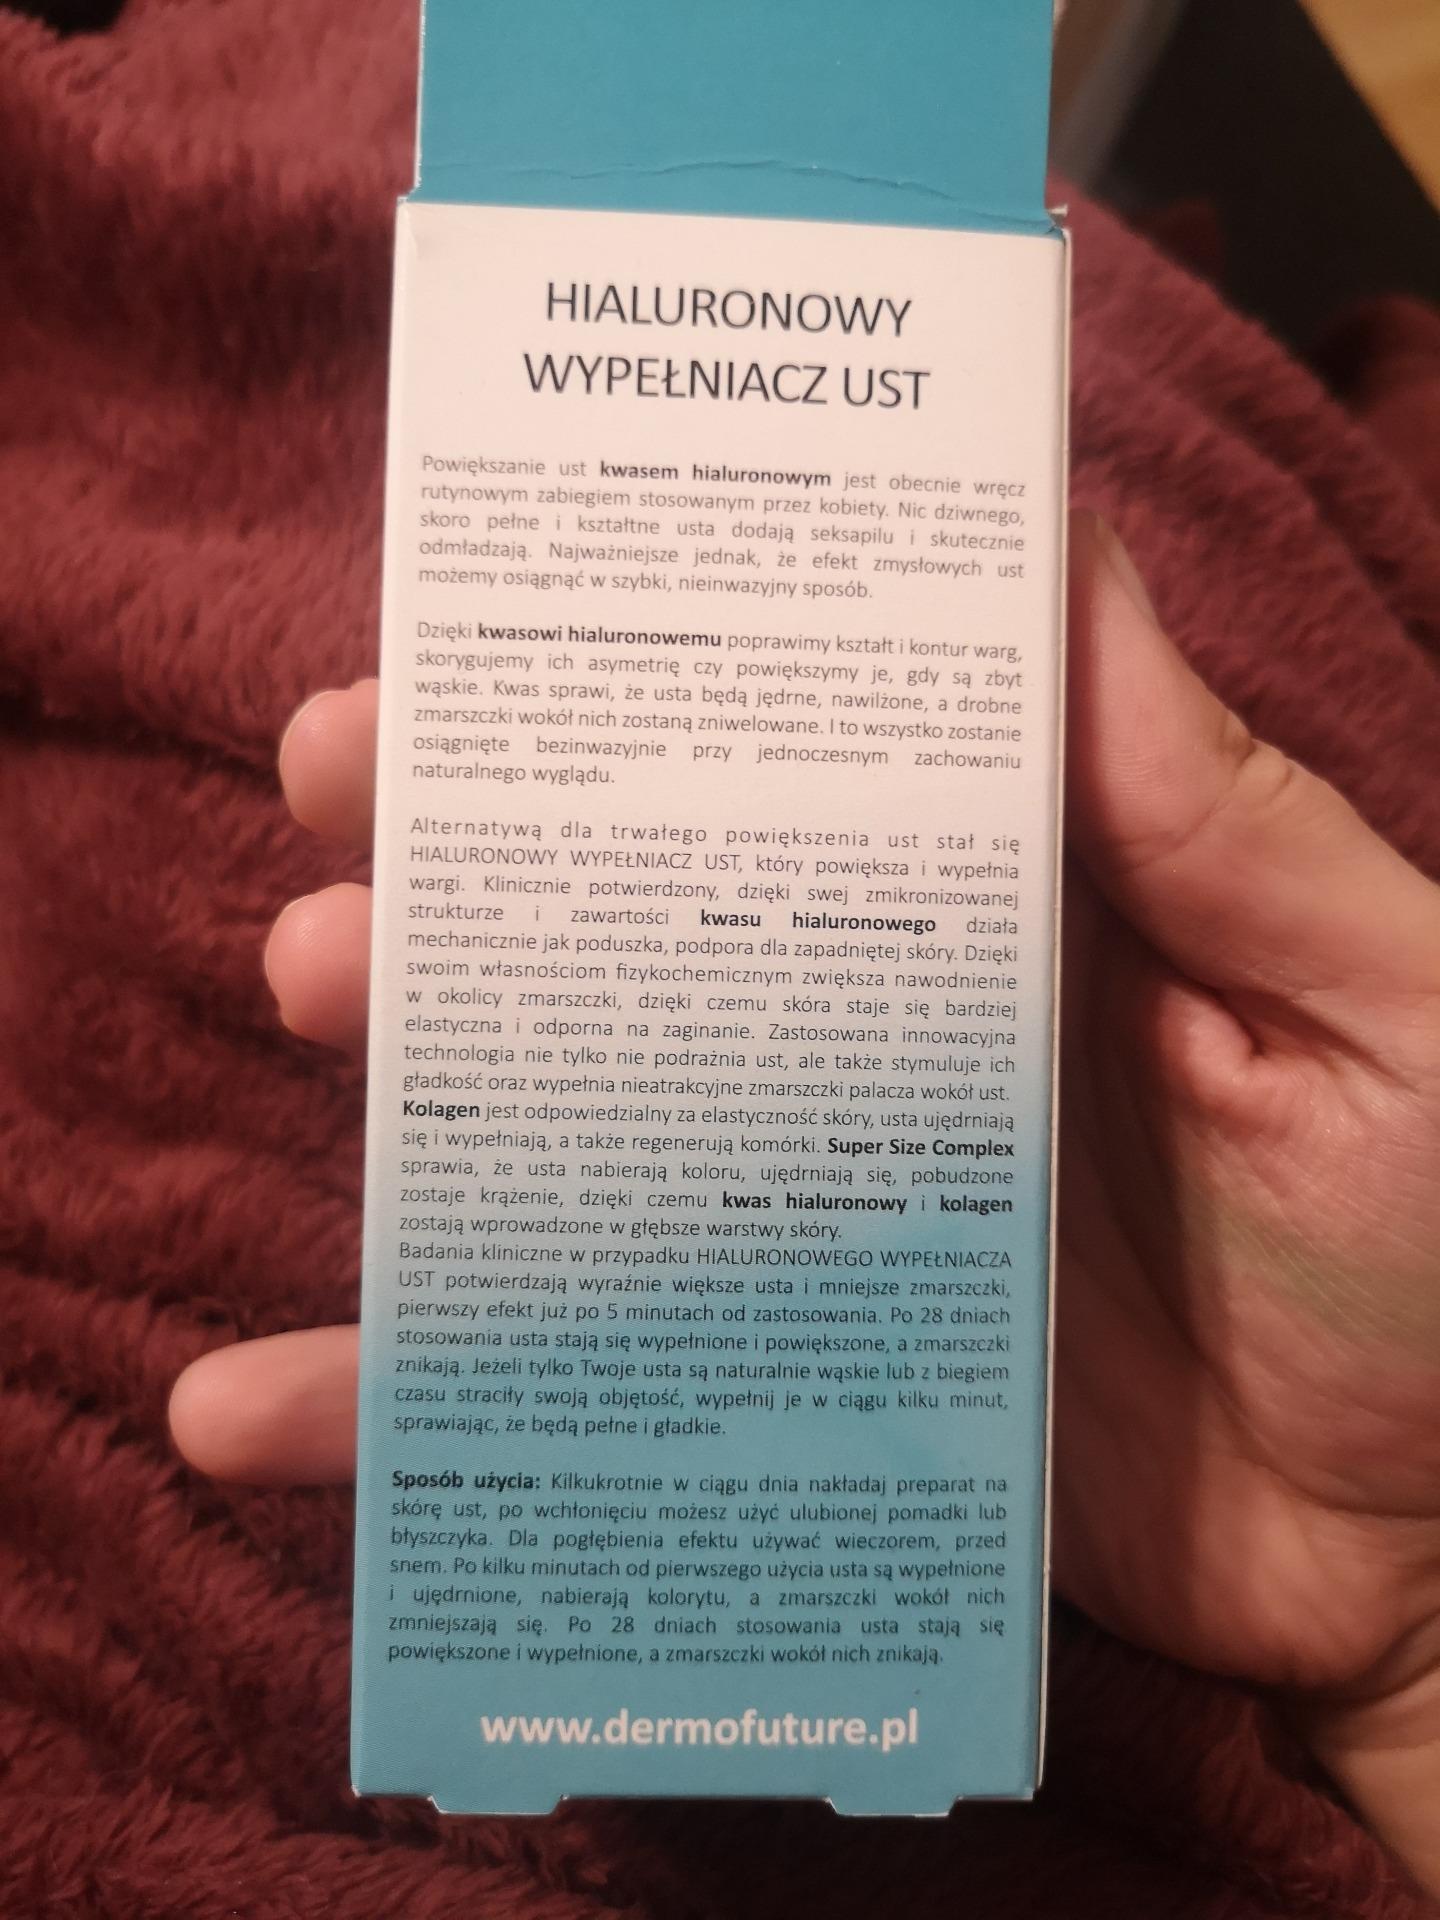 HIALURONOWY
WYPEŁNIACZ UST
Powiększanie ust kwasem hialuronowym jest obecnie wręcz
rutynowym zabiegiem stosowanym przez kobiety. Nic dziwnego,
skoro pełne i kształtne usta dodają seksapilu i skutecznie
odmładzają. Najważniejsze jednak, że efekt zmysłowych ust
możemy osiągnąć w szybki, nieinwazyjny sposób.
Dzięki kwasowi hialuronowemu poprawimy kształt i kontur warg,
skorygujemy ich asymetrię czy powiększymy je, gdy są zbyt
wąskie. Kwas sprawi, że usta będą jędrne, nawilżone, a drobne
zmarszczki wokół nich zostaną zniwelowane. I to wszystko zostanie
osiągnięte bezinwazyjnie przy jednoczesnym zachowaniu
naturalnego wyglądu.
Alternatywą dla trwałego powiększenia ust stał się
HIALURONOWY WYPEŁNIACZ UST, który powiększa i wypełnia
wargi. Klinicznie potwierdzony, dzięki swej zmikronizowanej
strukturze i zawartości kwasu hialuronowego działa
mechanicznie jak poduszka, podpora dla zapadniętej skóry. Dzięki
swoim własnościom fizykochemicznym zwiększa nawodnienie
w okolicy zmarszczki, dzięki czemu skóra staje się bardziej
elastyczna i odporna na zaginanie. Zastosowana innowacyjna
technologia nie tylko nie podrażnia ust, ale także stymuluje ich
gładkość oraz wypełnia nieatrakcyjne zmarszczki palacza wokół ust.
Kolagen jest odpowiedzialny za elastyczność skóry, usta ujędrniają
się i wypełniają, a także regenerują komórki. Super Size Complex
sprawia, że usta nabierają koloru, ujędrniają się, pobudzone
zostaje krążenie, dzięki czemu kwas hialuronowy i kolagen
zostają wprowadzone w głębsze warstwy skóry.
Badania kliniczne w przypadku HIALURONOWEGO WYPEŁNIACZA
UST potwierdzają wyraźnie większe usta i mniejsze zmarszczki,
pierwszy efekt już po 5 minutach od zastosowania. Po 28 dniach
stosowania usta stają się wypełnione i powiększone, a zmarszczki
znikają. Jeżeli tylko Twoje usta są naturalnie wąskie lub z biegiem
czasu straciły swoją objętość, wypełnij je w ciągu kilku minut,
sprawiając, że będą pełne i gładkie.
Sposób użycia: Kilkukrotnie w ciągu dnia nakładaj preparat na
skórę ust, po wchłonięciu możesz użyć ulubionej pomadki lub
błyszczyka. Dla pogłębienia efektu używać wieczorem, przed
snem. Po kilku minutach od pierwszego użycia usta są wypełnione
i ujędrnione, nabierają kolorytu, a zmarszczki wokół nich
zmniejszają się. Po 28 dniach stosowania usta stają się
powiększone i wypełnione, a zmarszczki wokół nich znikają.
www.dermofuture.pl